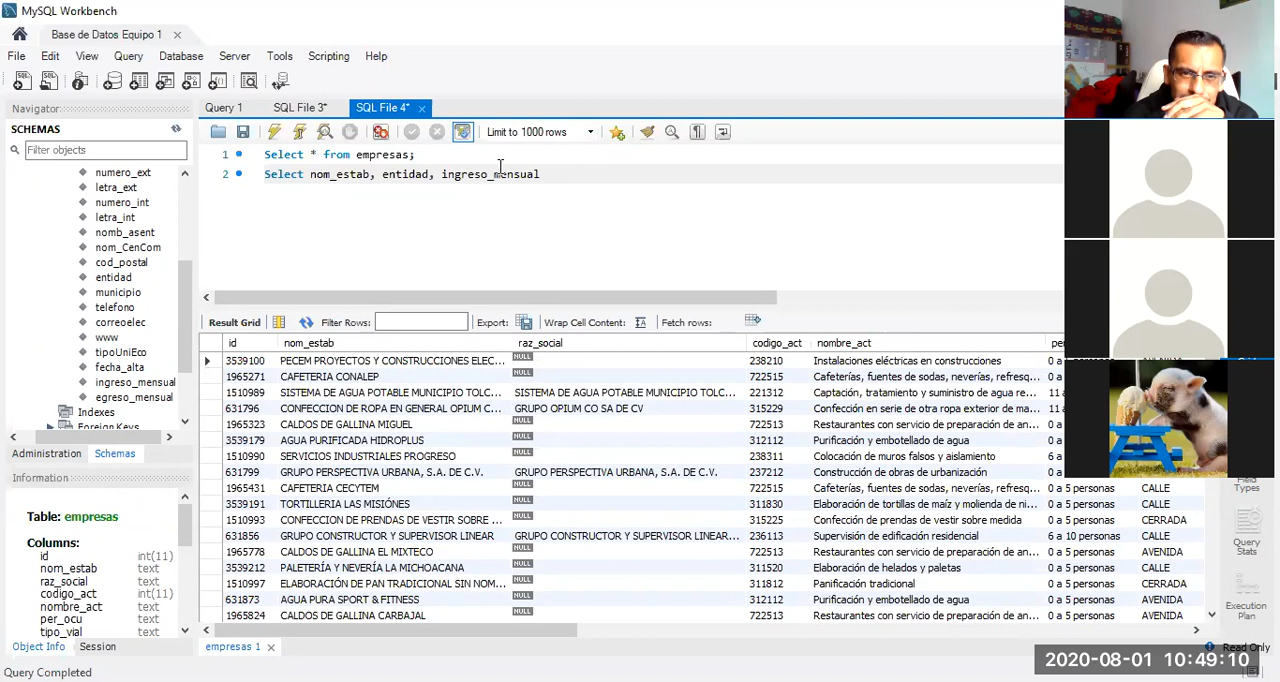 MySQL Workbench
Base de Datos Equipo 1
File Edit View Query Database Server Tools Scripting Help
Navigator
SCHEMAS
Filter objects
numero_ext
letra_ext
numero_int
letra_int
nomb_asent
nom_CenCom
cod_postal
entidad
municipio
telefono
correoelec
www
tipoUniEco
fecha_alta
ingreso_mensual
egreso_mensual
Indexes
Foreign Keys
Administration Schemas
Information
Table: empresas
Columns:
id int(11)
nom_estab text
raz_social text
codigo_act int(11)
nombre_act text
per_ocu text
tipo_vial text
Object Info Session
Query Completed
Query 1 SQL File 3* SQL File 4*
Limit to 1000 rows
1 Select * from empresas;
2 Select nom_estab, entidad, ingreso_mensual
Result Grid Filter Rows: Export: Wrap Cell Content: Fetch rows:
id nom_estab raz_social codigo_act nombre_act per
3539100 PECEM PROYECTOS Y CONSTRUCCIONES ELEC... NULL 238210 Instalaciones eléctricas en construcciones 0 a
1965271 CAFETERIA CONALEP NULL 722515 Cafeterías, fuentes de sodas, neverías, refresq... 0 a
1510989 SISTEMA DE AGUA POTABLE MUNICIPIO TOLC... SISTEMA DE AGUA POTABLE MUNICIPIO TOLC... 221312 Captación, tratamiento y suministro de agua re... 11 a
631796 CONFECCION DE ROPA EN GENERAL OPIUM C... GRUPO OPIUM CO SA DE CV 315229 Confección en serie de otra ropa exterior de ma... 11 a
1965323 CALDOS DE GALLINA MIGUEL NULL 722513 Restaurantes con servicio de preparación de an... 0 a
3539179 AGUA PURIFICADA HIDROPLUS NULL 312112 Purificación y embotellado de agua 0 a
1510990 SERVICIOS INDUSTRIALES PROGRESO NULL 238311 Colocación de muros falsos y aislamiento 6 a
631799 GRUPO PERSPECTIVA URBANA, S.A. DE C.V. GRUPO PERSPECTIVA URBANA, S.A. DE C.V. 237212 Construcción de obras de urbanización 0 a
1965431 CAFETERIA CECYTEM NULL 722515 Cafeterías, fuentes de sodas, neverías, refresq... 0 a 5 personas CALLE
3539191 TORTILLERIA LAS MISIÓNES NULL 311830 Elaboración de tortillas de maíz y molienda de ni... 0 a 5 personas CALLE
1510993 CONFECCION DE PRENDAS DE VESTIR SOBRE ... NULL 315225 Confección de prendas de vestir sobre medida 0 a 5 personas CERRADA
631856 GRUPO CONSTRUCTOR Y SUPERVISOR LINEAR GRUPO CONSTRUCTOR Y SUPERVISOR LINEAR... 236113 Supervisión de edificación residencial 6 a 10 personas CALLE
1965778 CALDOS DE GALLINA EL MIXTECO NULL 722513 Restaurantes con servicio de preparación de an... 0 a 5 personas AVENIDA
3539212 PALETERÍA Y NEVERÍA LA MICHOACANA NULL 311520 Elaboración de helados y paletas 0 a 5 personas CALLE
1510997 ELABORACIÓN DE PAN TRADICIONAL SIN NOM... NULL 311812 Panificación tradicional 0 a 5 personas CERRADA
631873 AGUA PURA SPORT & FITNESS NULL 312112 Purificación y embotellado de agua 0 a 5 personas AVENIDA
1965824 CALDOS DE GALLINA CARBAJAL NULL 722513 Restaurantes con servicio de preparación de an... 0 a 5 personas AVENIDA
empresas 1
Field
Types
Query
Stats
Execution
Plan
Read Only
2020-08-01 10:49:10